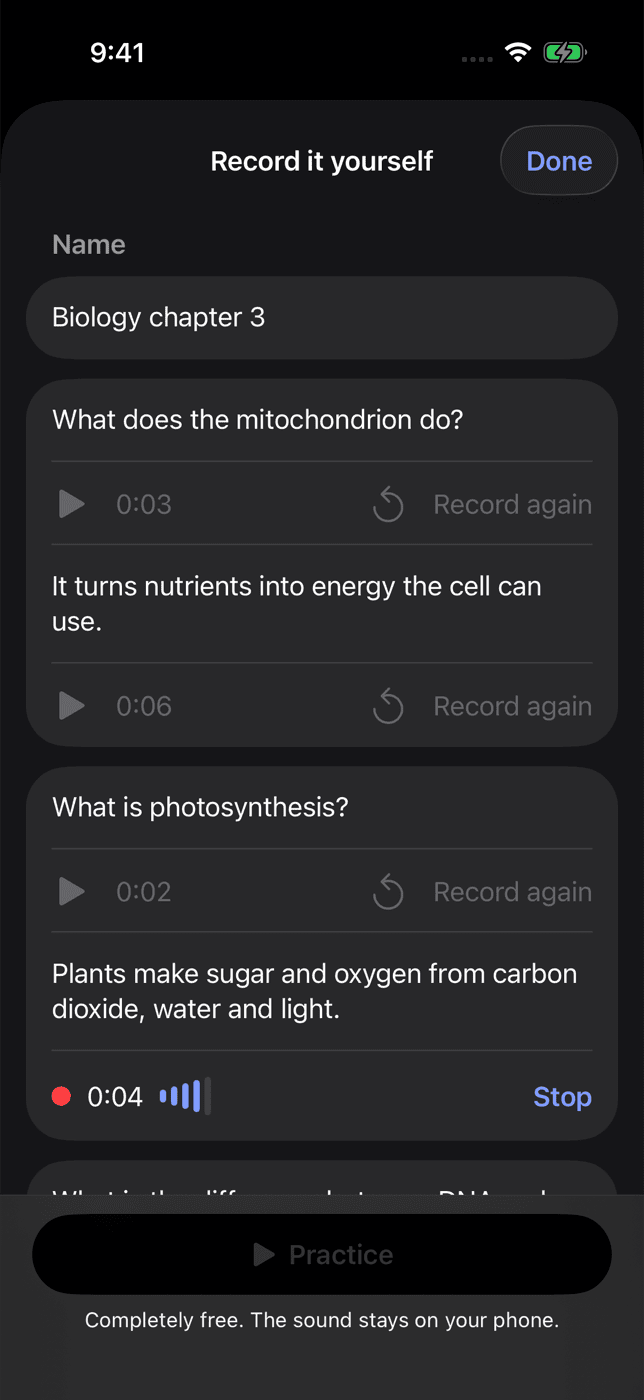 9:41
Record it yourself
Done
Name
Biology chapter 3
What does the mitochondrion do?
0:03
Record again
It turns nutrients into energy the cell can
use.
0:06
Record again
What is photosynthesis?
0:02
Record again
Plants make sugar and oxygen from carbon
dioxide, water and light.
0:04
Stop
Practice
Completely free. The sound stays on your phone.